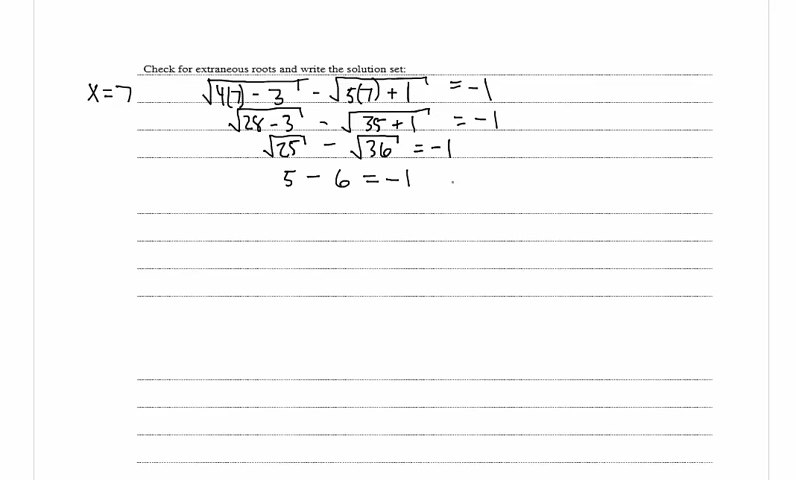 Check for extraneous roots and write the solution set:
x=7 √4(7) - 3 - √5(7) + 1 = -1
√28 - 3 - √35 + 1 = -1
√25 - √36 = -1
5 - 6 = -1